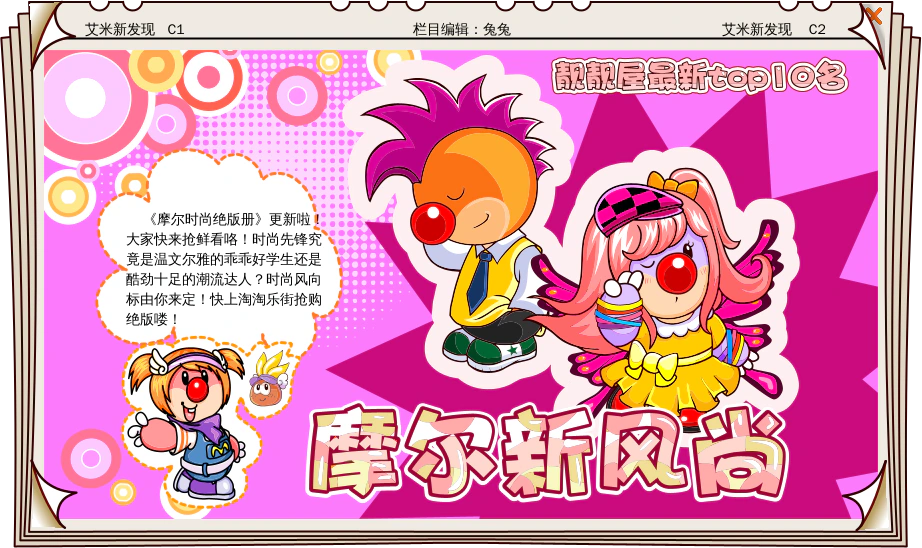 艾米新发现 C1
栏目编辑：兔兔
艾米新发现 C2
靓靓屋最新top10名
《摩尔时尚绝版册》更新啦！
大家快来抢鲜看咯！时尚先锋究
竟是温文尔雅的乖乖好学生还是
酷劲十足的潮流达人？时尚风向
标由你来定！快上淘淘乐街抢购
绝版喽！
摩尔新风尚